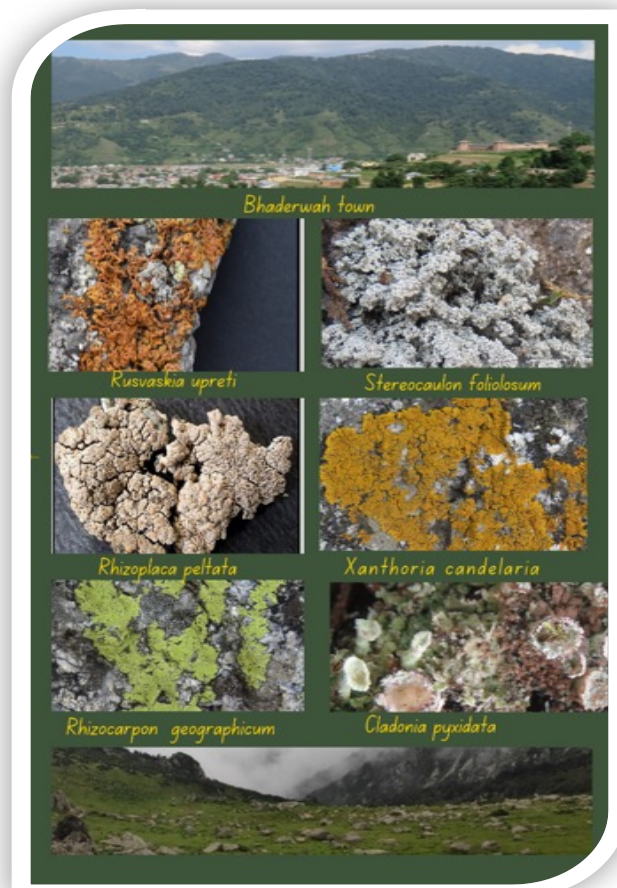 Bhaderwah town
Rusvaskia upreti
Stereocaulon foliolosum
Rhizoplaca peltata
Xanthoria candelaria
Rhizocarpon geographicum
Cladonia pyxidata